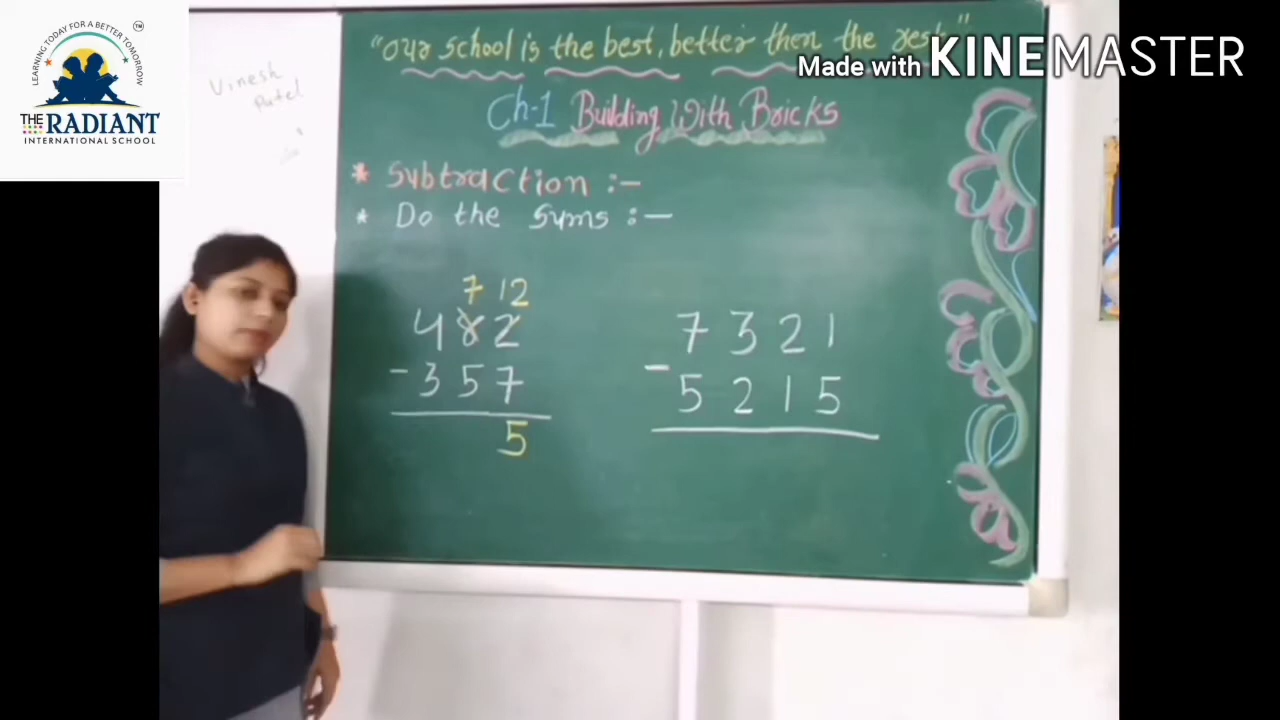 LEARNING TODAY FOR A BETTER TOMORROW
TM
THE RADIANT
INTERNATIONAL SCHOOL
Made with KINEMASTER
Vinesh
Patel
"Our school is the best, better then the rest"
Ch-1 Building With Bricks
* Subtraction :-
* Do the sums :-
7 12
4 8 2
- 3 5 7
5
7 3 2 1
- 5 2 1 5